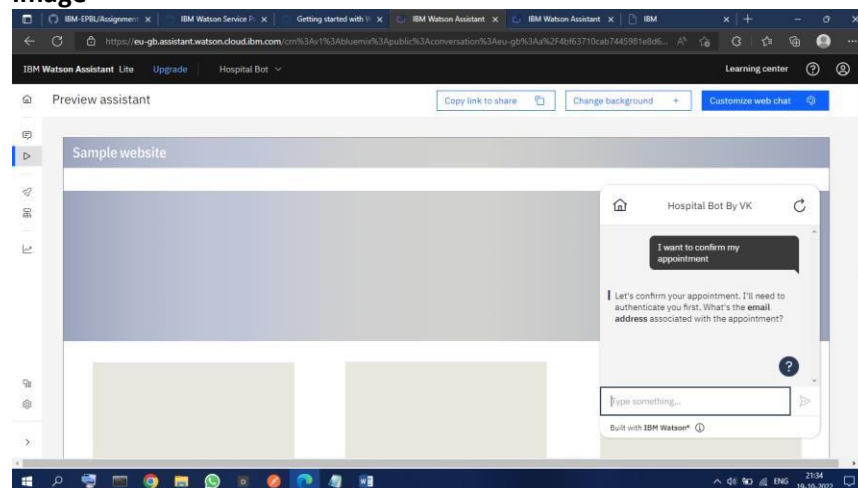 Image
IBM-EPBL/Assignment
IBM Watson Service Po
Getting started with W
IBM Watson Assistant
IBM Watson Assistant
IBM
https://eu-gb.assistant.watson.cloud.ibm.com/crn%3Av1%3Abluemix%3Apublic%3Aconversation%3Aeu-gb%3Aa%2F4bf63710cab7445981e8d6...
IBM Watson Assistant Lite Upgrade Hospital Bot Learning center
Preview assistant Copy link to share Change background + Customize web chat
Sample website
Hospital Bot By VK
I want to confirm my
appointment
Let's confirm your appointment. I'll need to
authenticate you first. What's the email
address associated with the appointment?
?
Type something...
Built with IBM Watson®
ENG 21:34
19-10-2022